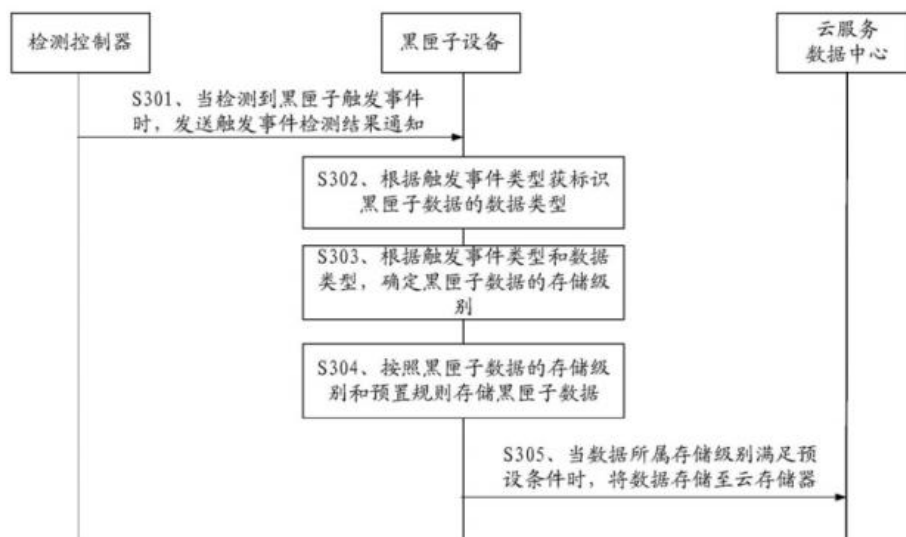 检测控制器
黑匣子设备
云服务
数据中心
S301、当检测到黑匣子触发事件
时，发送触发事件检测结果通知
S302、根据触发事件类型获标识
黑匣子数据的数据类型
S303、根据触发事件类型和数据
类型，确定黑匣子数据的存储级
别
S304、按照黑匣子数据的存储级
别和预置规则存储黑匣子数据
S305、当数据所属存储级别满足预
设条件时，将数据存储至云存储器